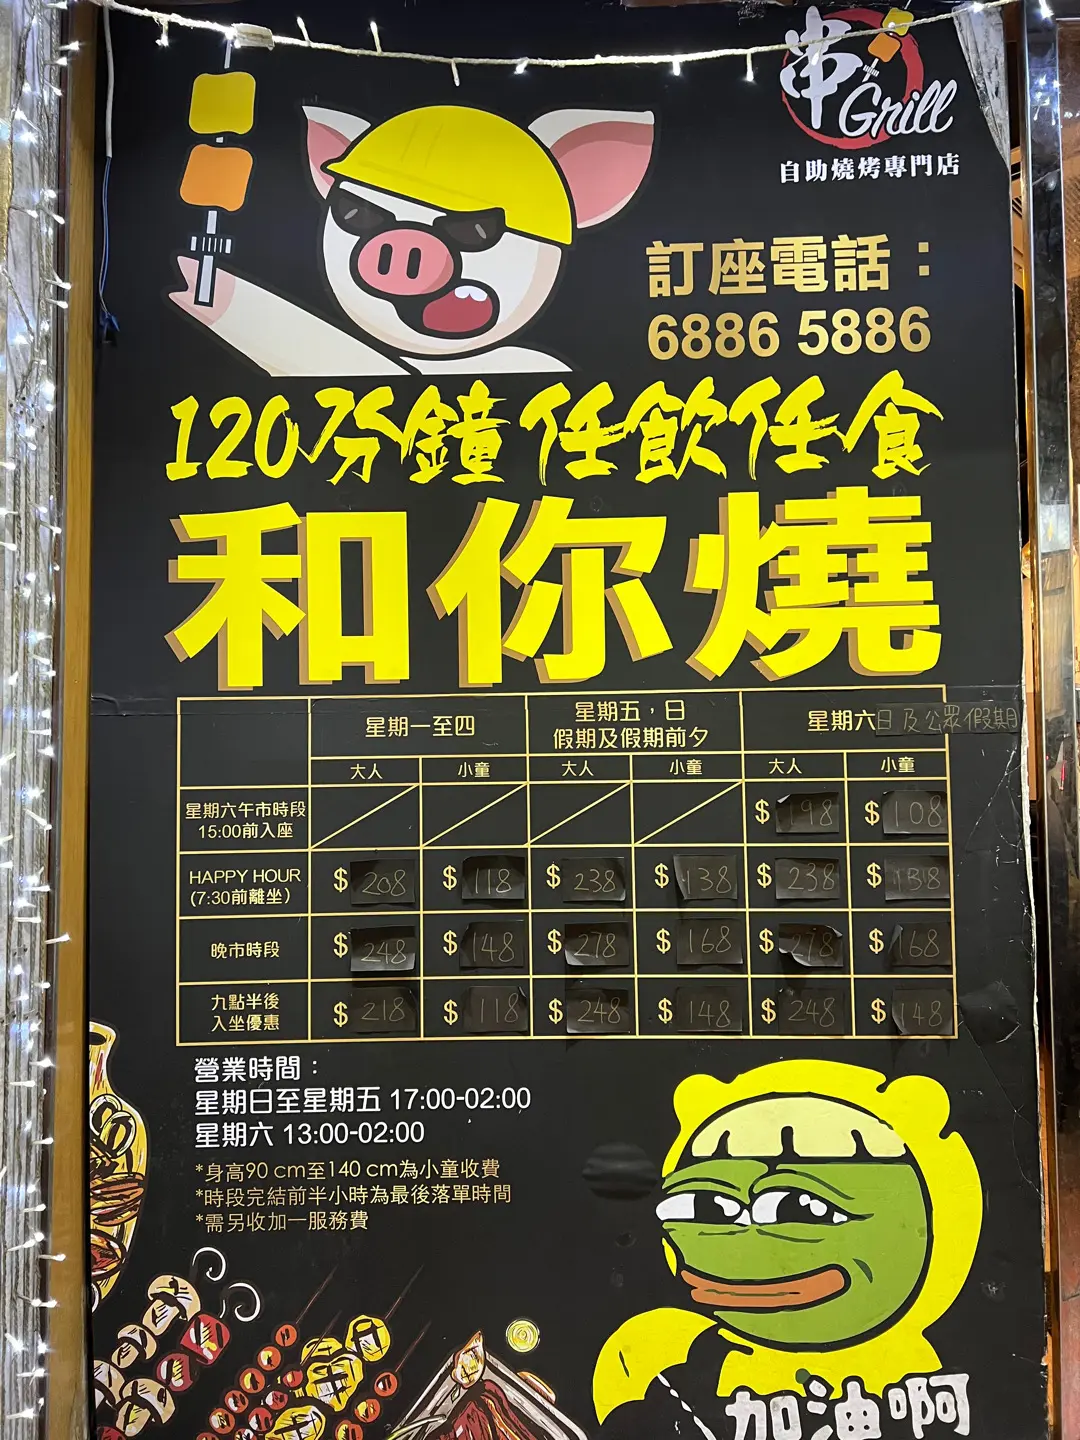 串
Grill
自助燒烤專門店
訂座電話：
6886 5886
120分鐘任飲任食
和你燒
星期一至四 星期五，日 假期及假期前夕 星期六日及公眾假期
大人 小童 大人 小童 大人 小童
星期六午市時段 15:00前入座 $198 $108
HAPPY HOUR (7:30前離坐) $208 $118 $238 $138 $238 $138
晚市時段 $248 $148 $278 $168 $278 $168
九點半後 入坐優惠 $218 $118 $248 $148 $248 $148
營業時間：
星期日至星期五 17:00-02:00
星期六 13:00-02:00
*身高90 cm至140 cm為小童收費
*時段完結前半小時為最後落單時間
*需另收加一服務費
加油啊